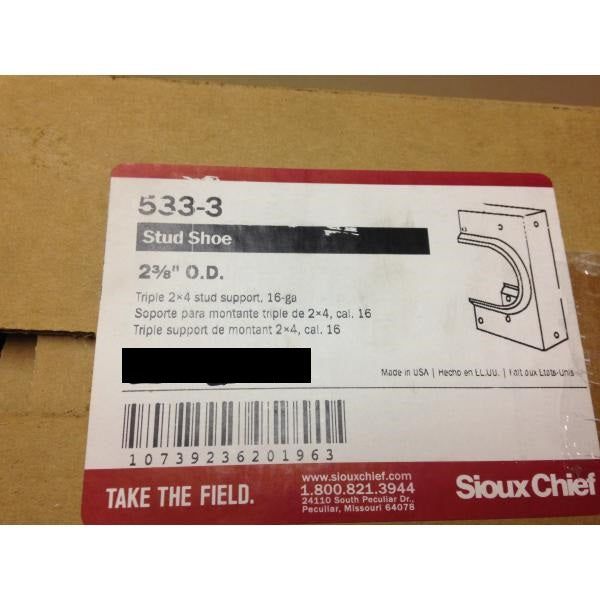 533-3
Stud Shoe
2⅜" O.D.
Triple 2×4 stud support, 16-ga
Soporte para montante triple de 2×4, cal. 16
Triple support de montant 2×4, cal. 16
Made in USA | Hecho en EE.UU. | Fait aux États-Unis
10739236201963
TAKE THE FIELD.
www.siouxchief.com
1.800.821.3944
24110 South Peculiar Dr.,
Peculiar, Missouri 64078
Sioux Chief